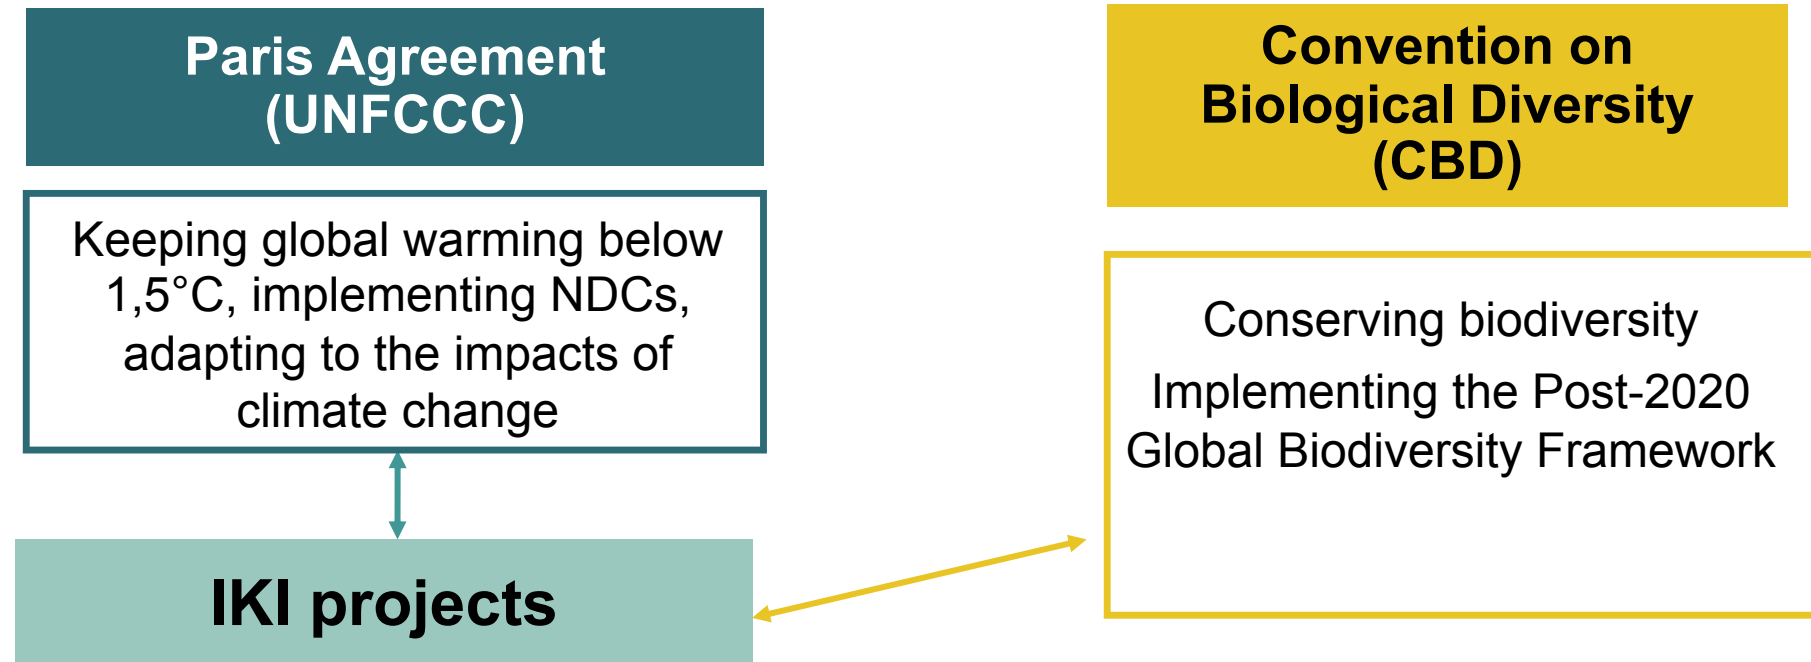 Paris Agreement
(UNFCCC)
Keeping global warming below
1,5°C, implementing NDCs,
adapting to the impacts of
climate change
IKI projects
Convention on
Biological Diversity
(CBD)
Conserving biodiversity
Implementing the Post-2020
Global Biodiversity Framework